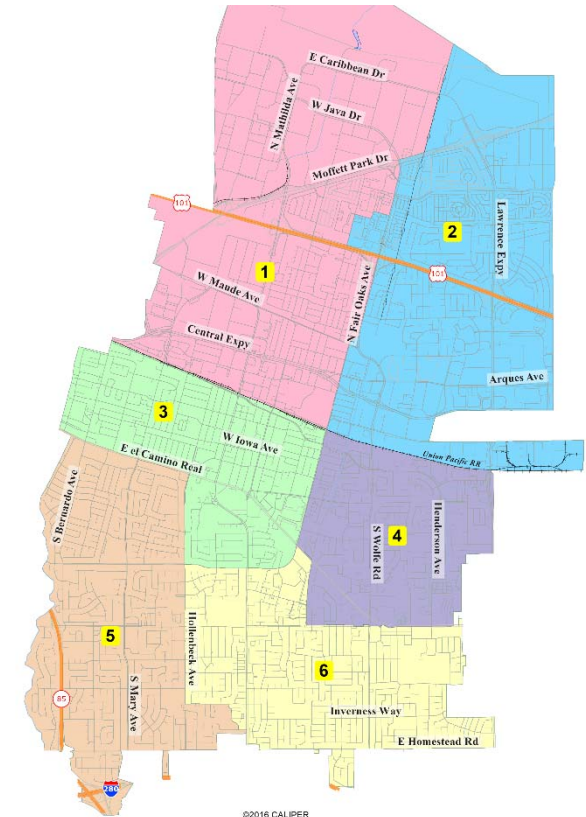 E Caribbean Dr
W Java Dr
N Mathilda Ave
Moffett Park Dr
101
2
Lawrence Expy
1
101
W Maude Ave
N Fair Oaks Ave
Central Expy
Arques Ave
3
W Iowa Ave
E el Camino Real
Union Pacific RR
S Bernardo Ave
Henderson Ave
S Wolfe Rd
4
Hollenbeck Ave
5
6
S Mary Ave
85
Inverness Way
E Homestead Rd
280
©2016 CALIPER